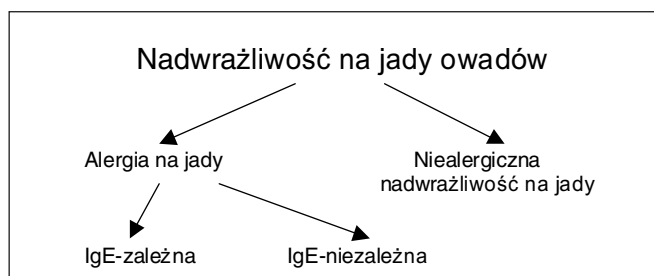 Nadwrażliwość na jady owadów
Alergia na jady
Niealergiczna
nadwrażliwość na jady
IgE-zależna
IgE-niezależna